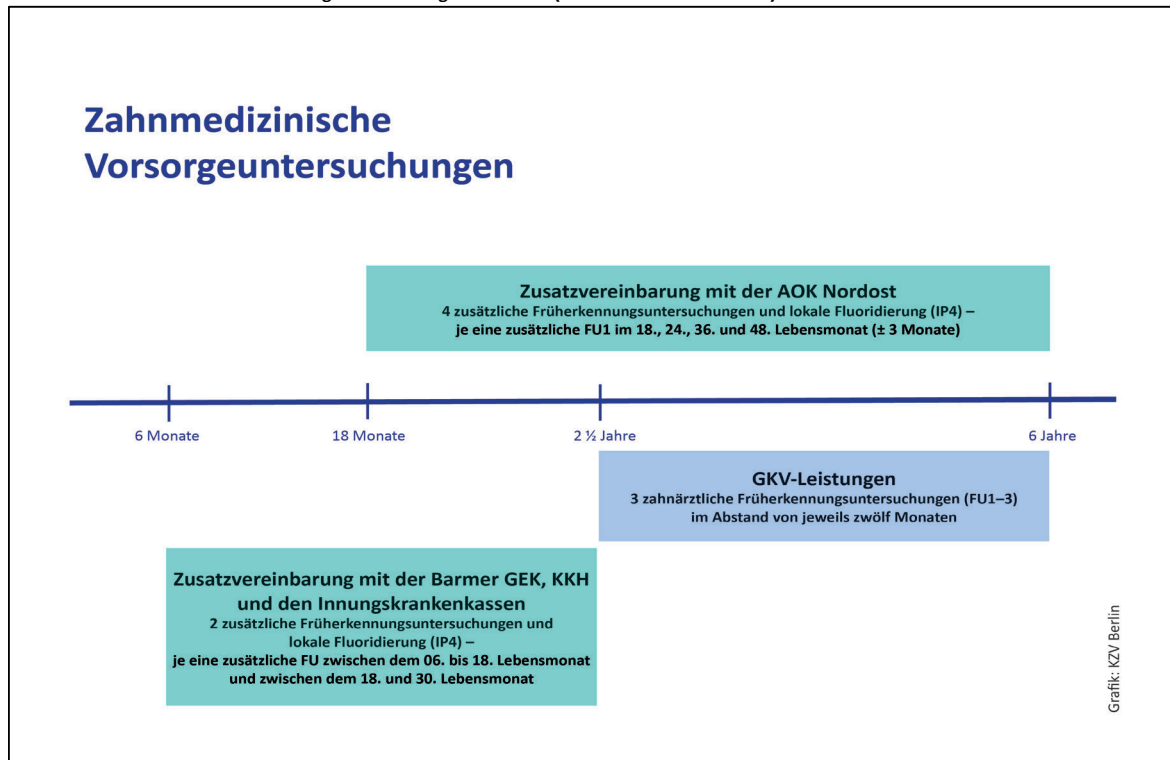 Zahnmedizinische
Vorsorgeuntersuchungen
Zusatzvereinbarung mit der AOK Nordost
4 zusätzliche Früherkennungsuntersuchungen und lokale Fluoridierung (IP4) –
je eine zusätzliche FU1 im 18., 24., 36. und 48. Lebensmonat (± 3 Monate)
6 Monate
18 Monate
2 ½ Jahre
6 Jahre
GKV-Leistungen
3 zahnärztliche Früherkennungsuntersuchungen (FU1–3)
im Abstand von jeweils zwölf Monaten
Zusatzvereinbarung mit der Barmer GEK, KKH
und den Innungskrankenkassen
2 zusätzliche Früherkennungsuntersuchungen und
lokale Fluoridierung (IP4) –
je eine zusätzliche FU zwischen dem 06. bis 18. Lebensmonat
und zwischen dem 18. und 30. Lebensmonat
Grafik: KZV Berlin